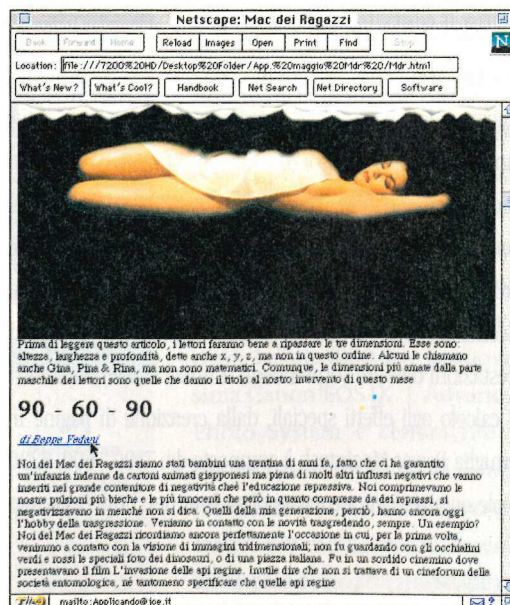 Netscape: Mac dei Ragazzi
Back Forward Home Reload Images Open Print Find Stop N
Location: file:///7200%20HD/Desktop%20Folder/App.%20maggio%20Mdr%20/Mdr.html
What's New? What's Cool? Handbook Net Search Net Directory Software
Prima di leggere questo articolo, i lettori faranno bene a ripassare le tre dimensioni. Esse sono:
altezza, larghezza e profondità, dette anche x, y, z, ma non in questo ordine. Alcuni le chiamano
anche Gina, Pina & Rina, ma non sono matematici. Comunque, le dimensioni più amate dalla parte
maschile dei lettori sono quelle che danno il titolo al nostro intervento di questo mese
90 - 60 - 90
di Beppe Vedani
Noi del Mac dei Ragazzi siamo stati bambini una trentina di anni fa, fatto che ci ha garantito
un'infanzia indenne da cartoni animati giapponesi ma piena di molti altri influssi negativi che vanno
inseriti nel grande contenitore di negatività cheè l'educazione repressiva. Noi comprimevamo le
nostre pulsioni più bieche e le più innocenti che però in quanto compresse da dei repressi, si
negativizzavano in menchè non si dica. Quelli della mia generazione, perciò, hanno ancora oggi
l'hobby della trasgressione. Veniamo in contatto con le novità trasgredendo, sempre. Un esempio?
Noi del Mac dei Ragazzi ricordiamo ancora perfettamente l'occasione in cui, per la prima volta,
venimmo a contatto con la visione di immagini tridimensionali; non fu guardando con gli occhialini
verdi e rossi le speciali foto dei dinosauri, o di una piazza italiana. Fu in un sordido cinemino dove
presentavano il film L'invasione delle api regine. Inutile dire che non si trattava di un cineforum della
società entomologica, nè tantomeno specificare che quelle api regine
mailto:Applicando@ioe.it